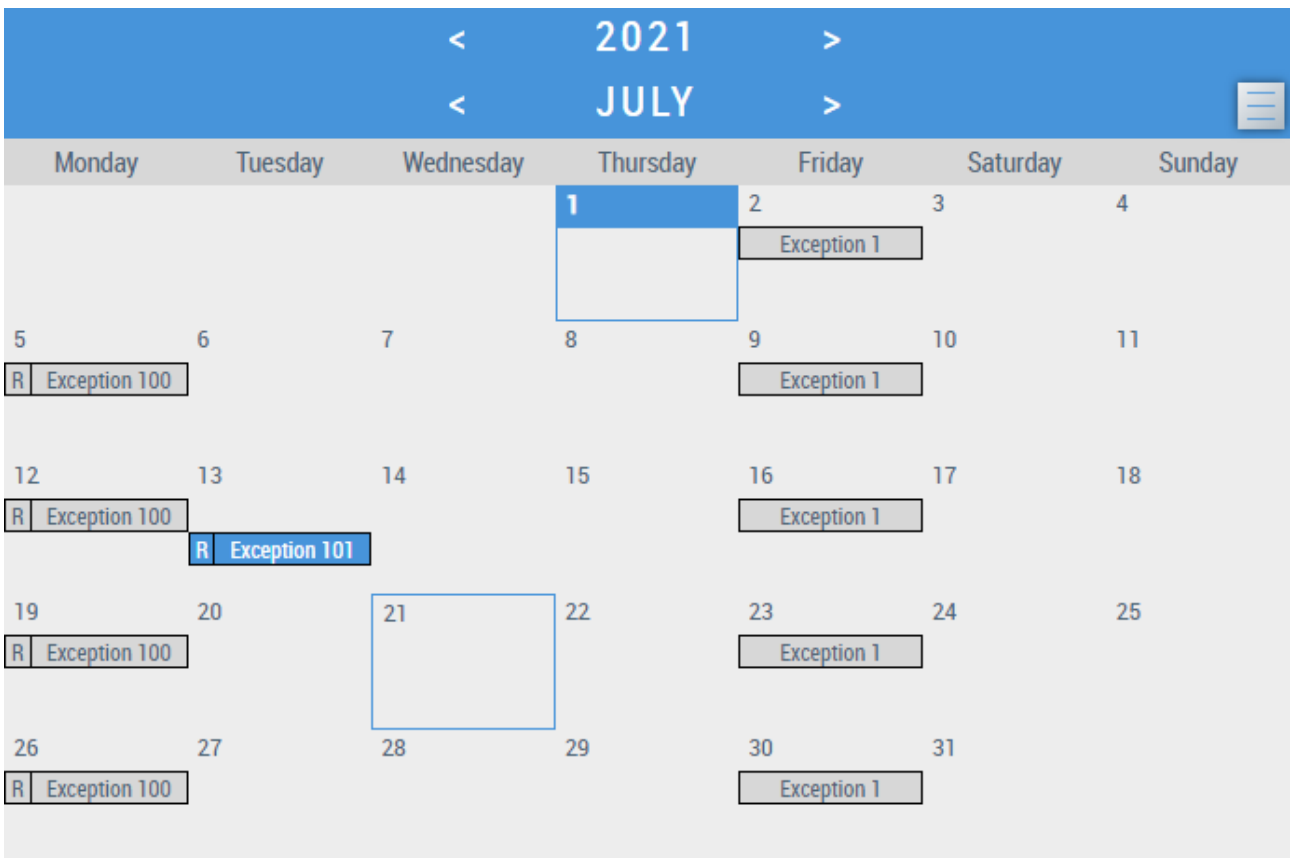 < 2021 >
< JULY >
Monday Tuesday Wednesday Thursday Friday Saturday Sunday
1 2 3 4
Exception 1
5 6 7 8 9 10 11
R Exception 100 Exception 1
12 13 14 15 16 17 18
R Exception 100 Exception 1
R Exception 101
19 20 21 22 23 24 25
R Exception 100 Exception 1
26 27 28 29 30 31
R Exception 100 Exception 1